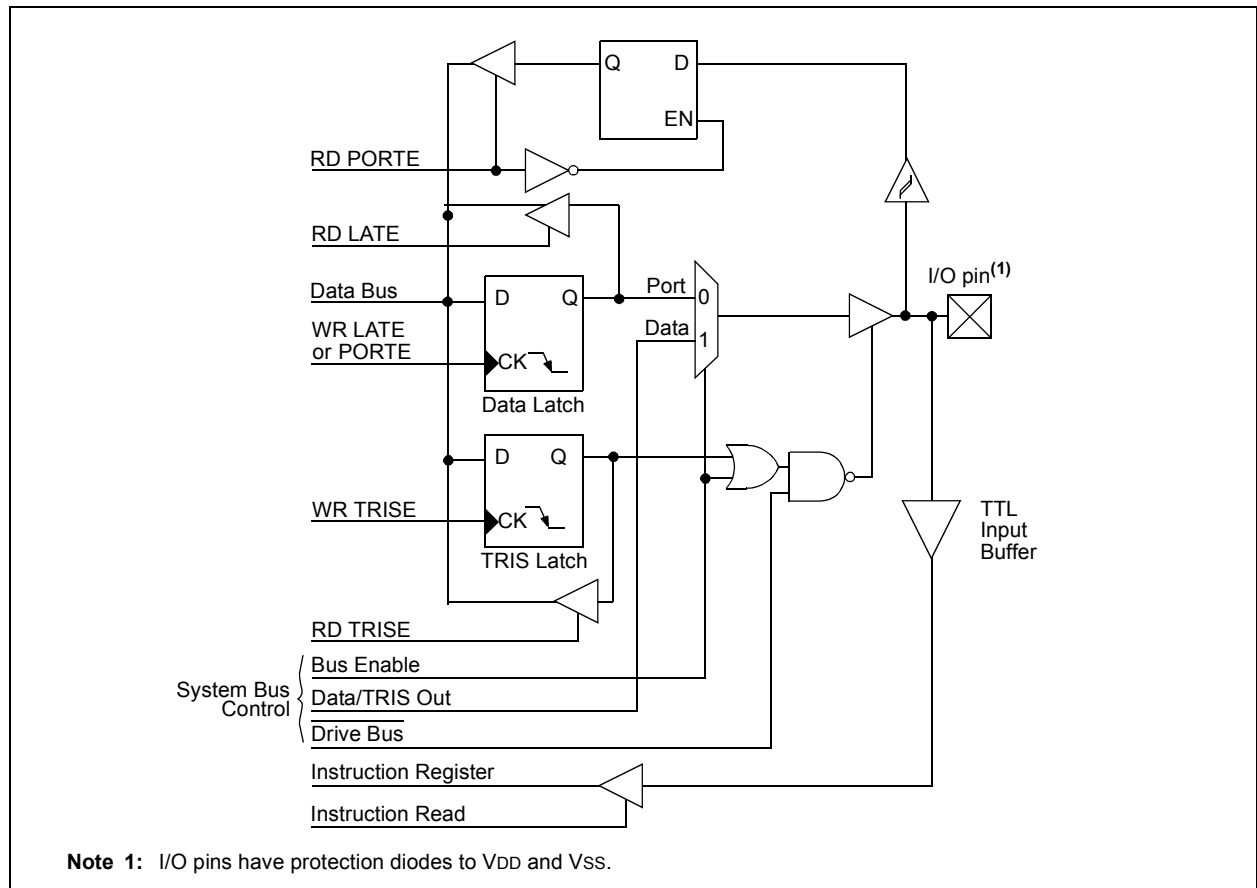 Q D
EN
RD PORTE
RD LATE
I/O pin(1)
Data Bus
D Q
Port
0
WR LATE
or PORTE
Data
1
CK
Data Latch
D Q
WR TRISE
CK
TRIS Latch
TTL
Input
Buffer
RD TRISE
Bus Enable
System Bus
Control
Data/TRIS Out
Drive Bus
Instruction Register
Instruction Read
Note 1: I/O pins have protection diodes to VDD and VSS.